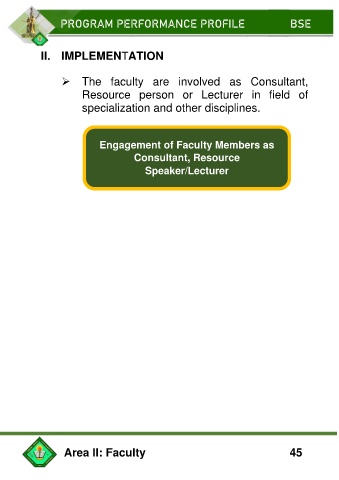 PROGRAM PERFORMANCE PROFILE BSE
II. IMPLEMENTATION
➢ The faculty are involved as Consultant,
Resource person or Lecturer in field of
specialization and other disciplines.
Engagement of Faculty Members as
Consultant, Resource
Speaker/Lecturer
Area II: Faculty 45